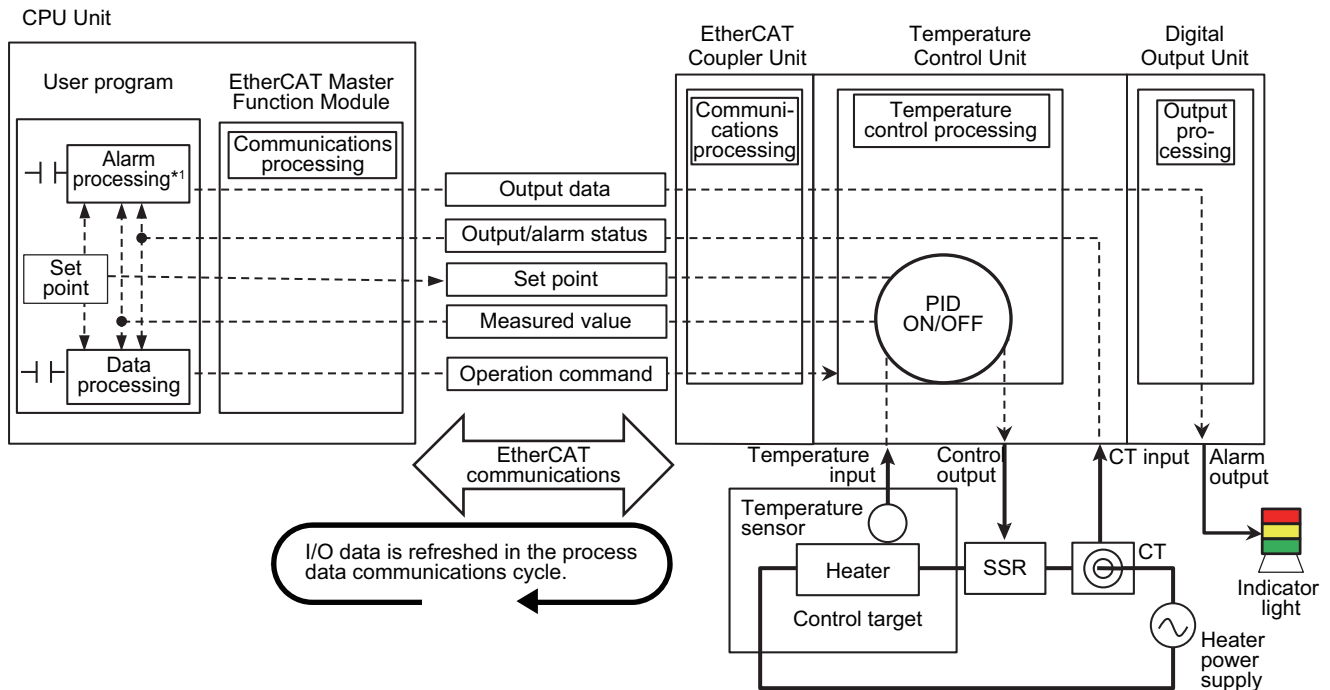 CPU Unit
User program
EtherCAT Master
Function Module
Alarm
processing*1
Communications
processing
Set
point
Data
processing
Output data
Output/alarm status
Set point
Measured value
Operation command
EtherCAT
communications
I/O data is refreshed in the process
data communications cycle.
EtherCAT
Coupler Unit
Communi-
cations
processing
Temperature
Control Unit
Temperature
control processing
PID
ON/OFF
Digital
Output Unit
Output
pro-
cessing
Temperature
input
Control
output
CT input
Alarm
output
Temperature
sensor
Heater
Control target
SSR
CT
Heater
power
supply
Indicator
light